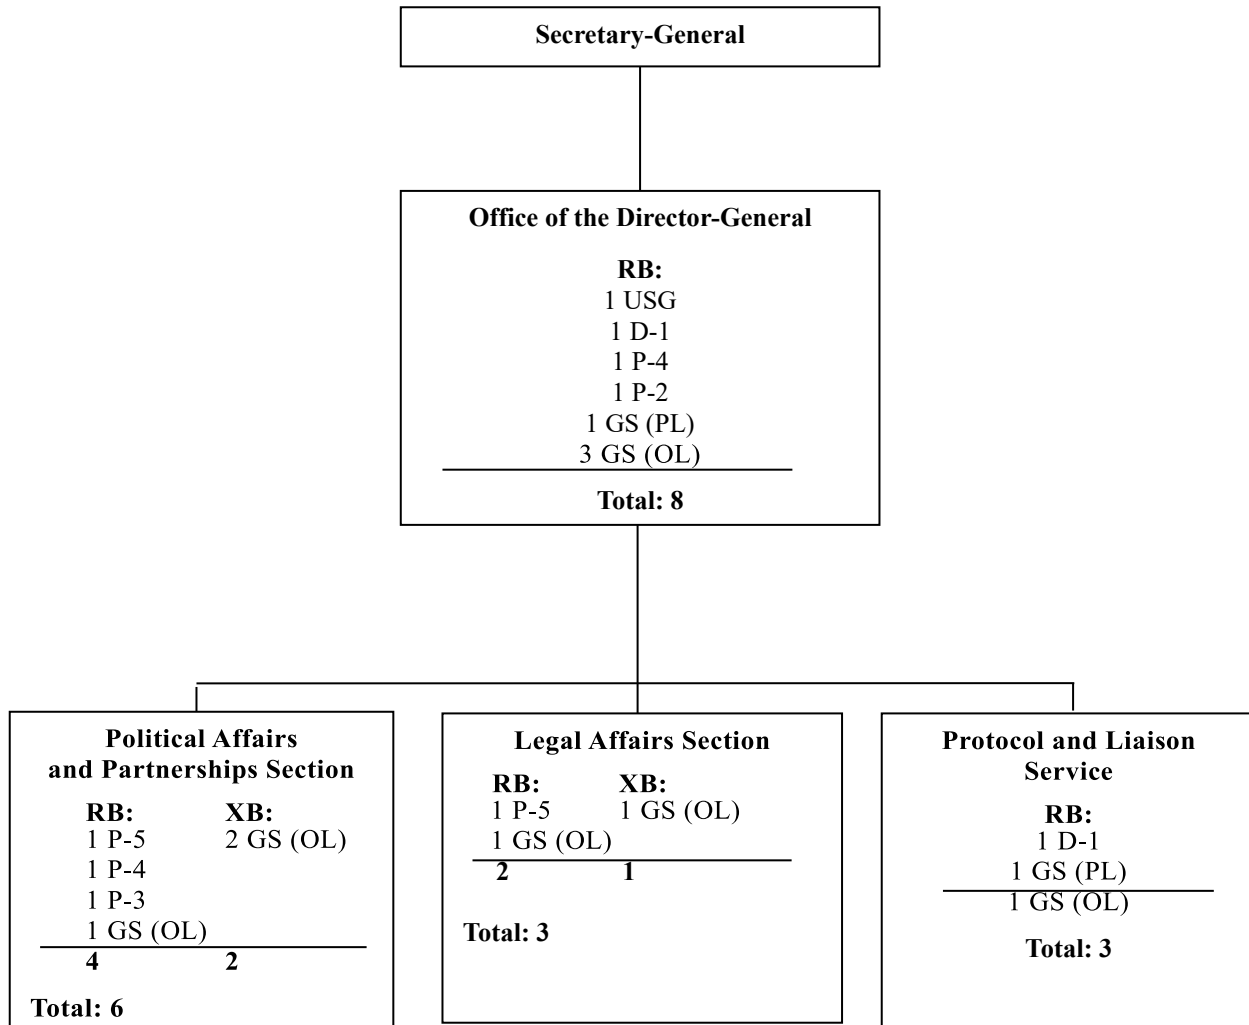 Secretary-General
Office of the Director-General
RB:
1 USG
1 D-1
1 P-4
1 P-2
1 GS (PL)
3 GS (OL)
Total: 8
Political Affairs
and Partnerships Section
RB: XB:
1 P-5 2 GS (OL)
1 P-4
1 P-3
1 GS (OL)
4 2
Total: 6
Legal Affairs Section
RB: XB:
1 P-5 1 GS (OL)
1 GS (OL)
2 1
Total: 3
Protocol and Liaison
Service
RB:
1 D-1
1 GS (PL)
1 GS (OL)
Total: 3